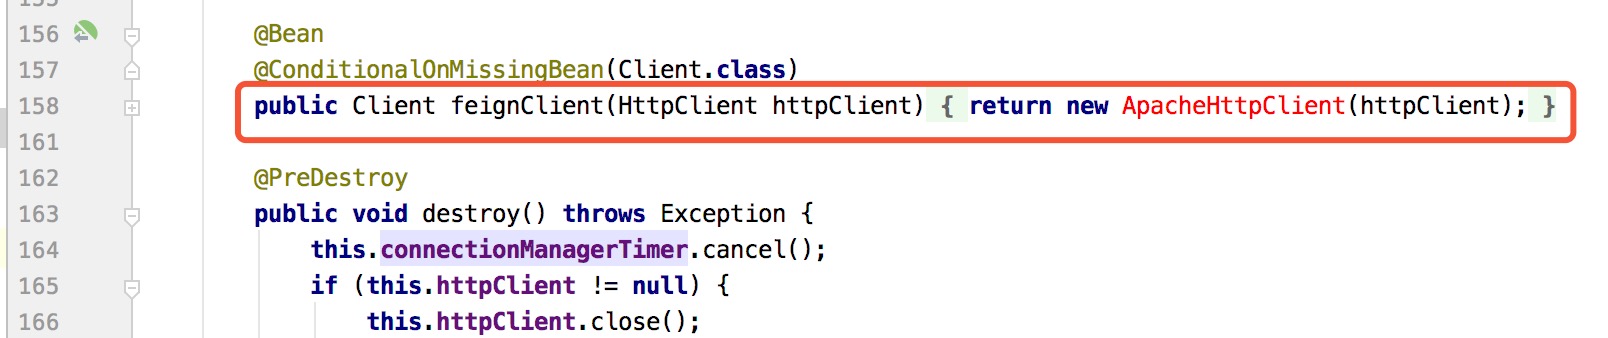 155
156 @Bean
157 @ConditionalOnMissingBean(Client.class)
158 public Client feignClient(HttpClient httpClient) { return new ApacheHttpClient(httpClient); }
161
162 @PreDestroy
163 public void destroy() throws Exception {
164 this.connectionManagerTimer.cancel();
165 if (this.httpClient != null) {
166 this.httpClient.close();